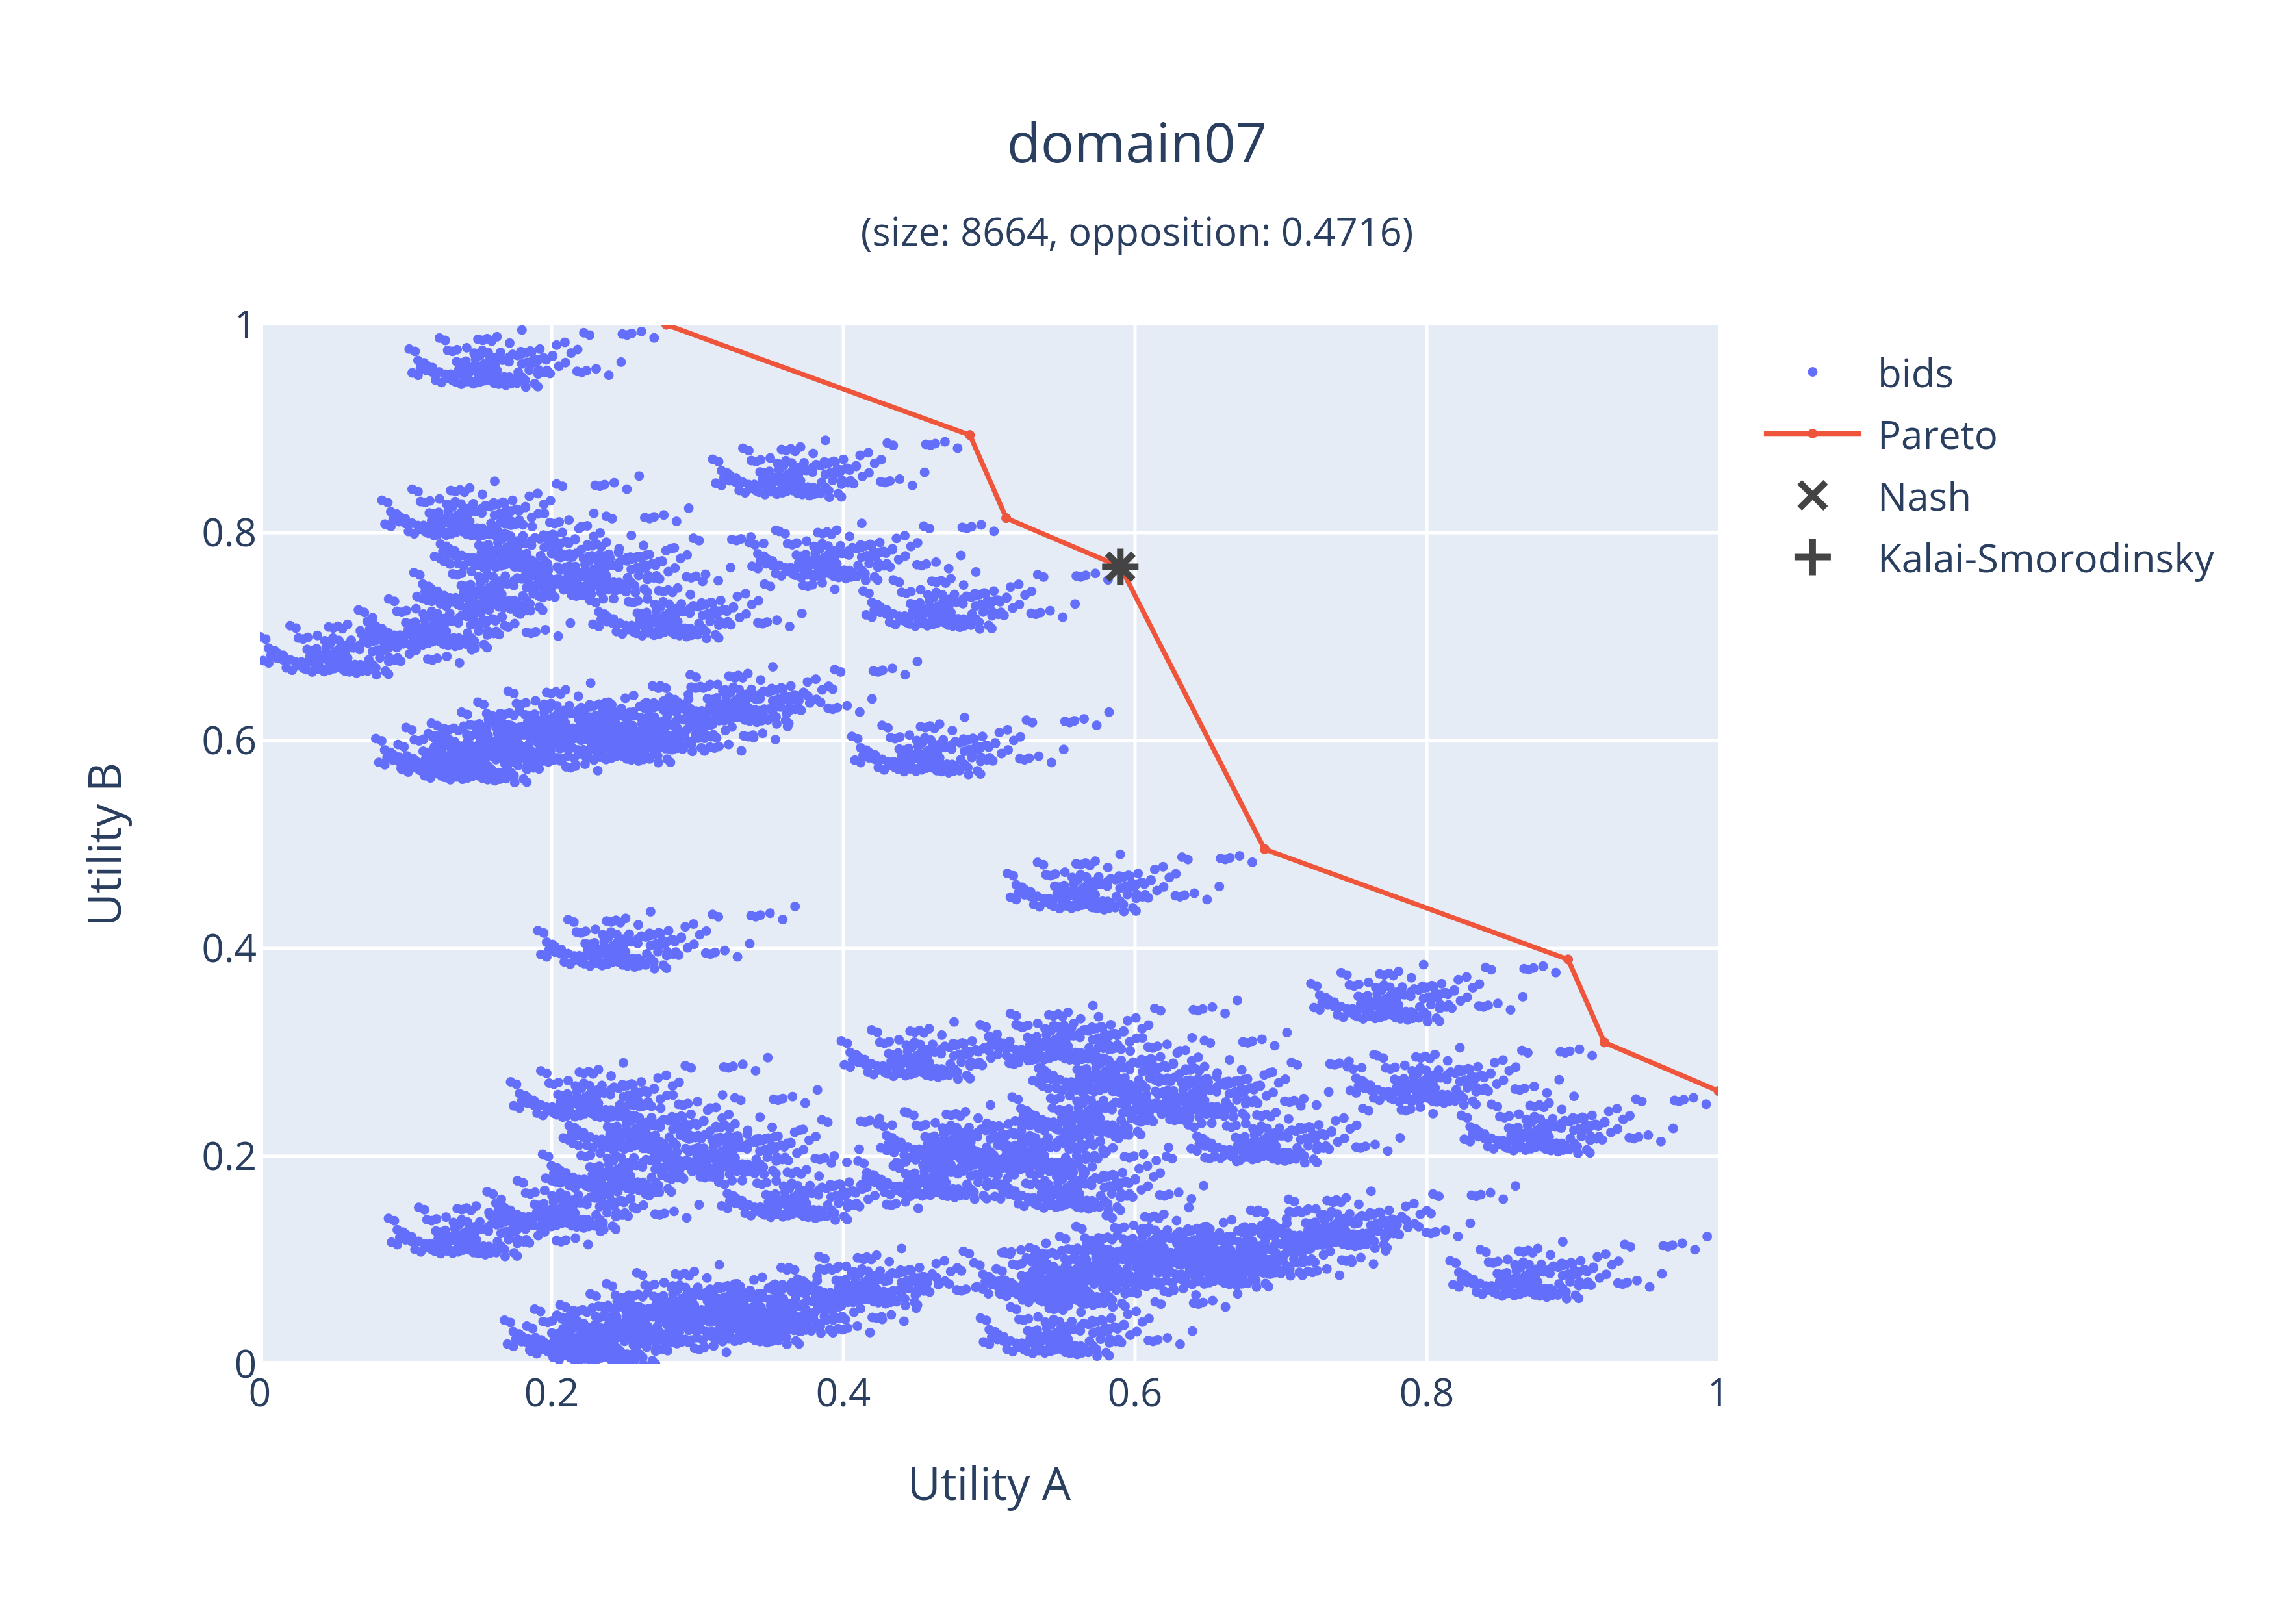 domain07
(size: 8664, opposition: 0.4716)
1
0.8
0.6
0.4
0.2
0
0
0.2
0.4
0.6
0.8
1
Utility B
Utility A
bids
Pareto
Nash
Kalai-Smorodinsky